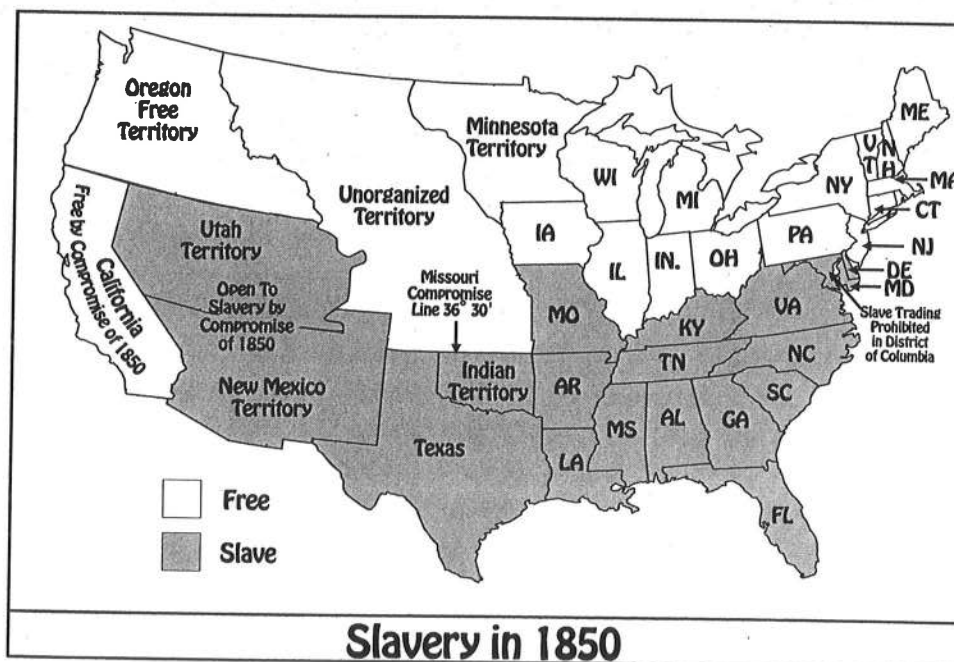 Oregon
Free
Territory
Minnesota
Territory
ME
V
T
N
H
MA
WI
MI
NY
CT
Unorganized
Territory
IA
PA
NJ
Free by Compromise of 1850
California
Utah
Territory
IL
IN.
OH
DE
MD
Open To
Slavery by
Compromise
of 1850
Missouri
Compromise
Line 36° 30'
MO
KY
VA
Slave Trading
Prohibited
in District
of Columbia
New Mexico
Territory
Indian
Territory
AR
TN
NC
SC
Texas
MS
AL
GA
LA
FL
Free
Slave
Slavery in 1850